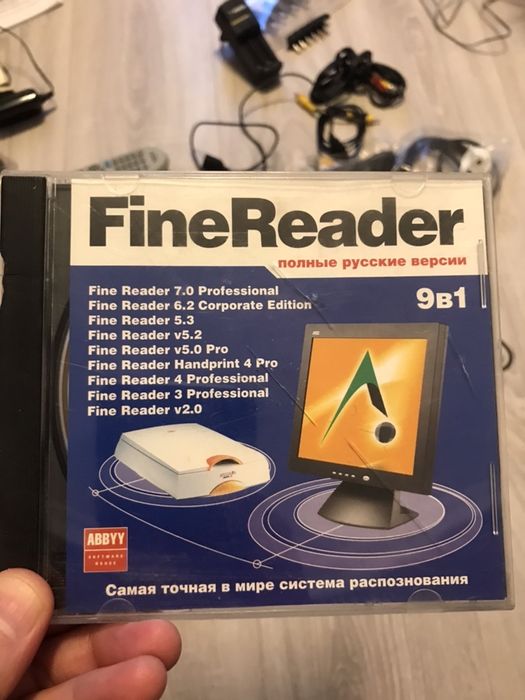 FineReader
полные русские версии
9в1
Fine Reader 7.0 Professional
Fine Reader 6.2 Corporate Edition
Fine Reader 5.3
Fine Reader v5.2
Fine Reader v5.0 Pro
Fine Reader Handprint 4 Pro
Fine Reader 4 Professional
Fine Reader 3 Professional
Fine Reader v2.0
ABBYY
SOFTWARE
HOUSE
Самая точная в мире система распознования